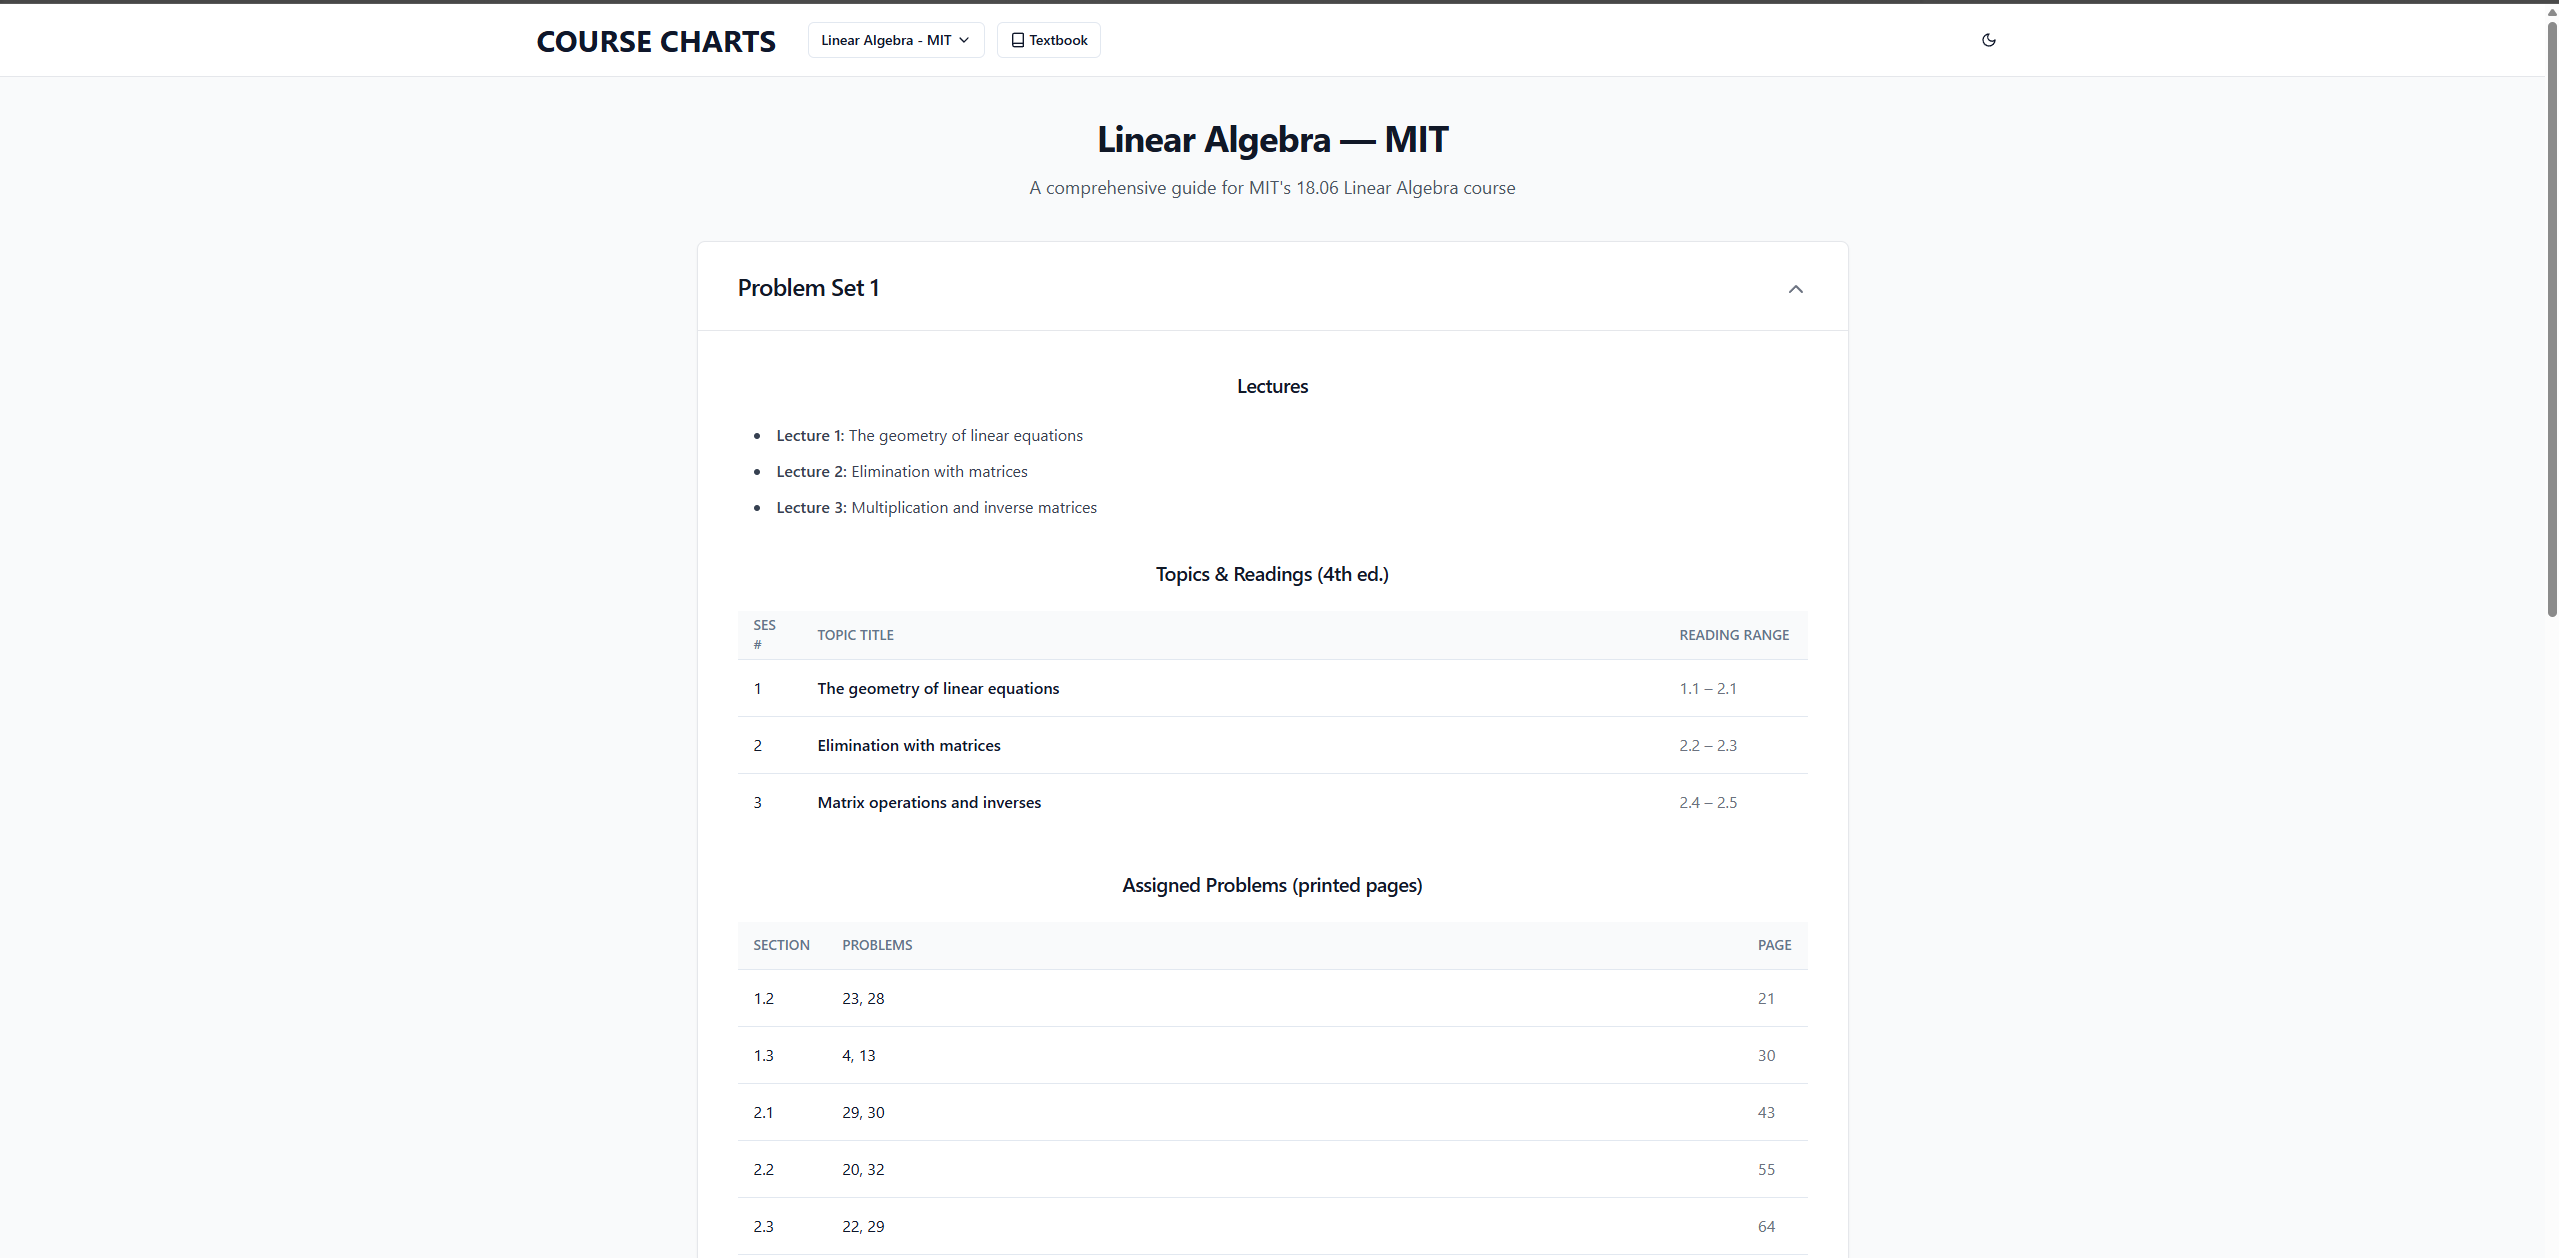 COURSE CHARTS Linear Algebra - MIT Textbook
Linear Algebra — MIT
A comprehensive guide for MIT's 18.06 Linear Algebra course
Problem Set 1
Lectures
• Lecture 1: The geometry of linear equations
• Lecture 2: Elimination with matrices
• Lecture 3: Multiplication and inverse matrices
Topics & Readings (4th ed.)
SES # TOPIC TITLE READING RANGE
1 The geometry of linear equations 1.1 – 2.1
2 Elimination with matrices 2.2 – 2.3
3 Matrix operations and inverses 2.4 – 2.5
Assigned Problems (printed pages)
SECTION PROBLEMS PAGE
1.2 23, 28 21
1.3 4, 13 30
2.1 29, 30 43
2.2 20, 32 55
2.3 22, 29 64